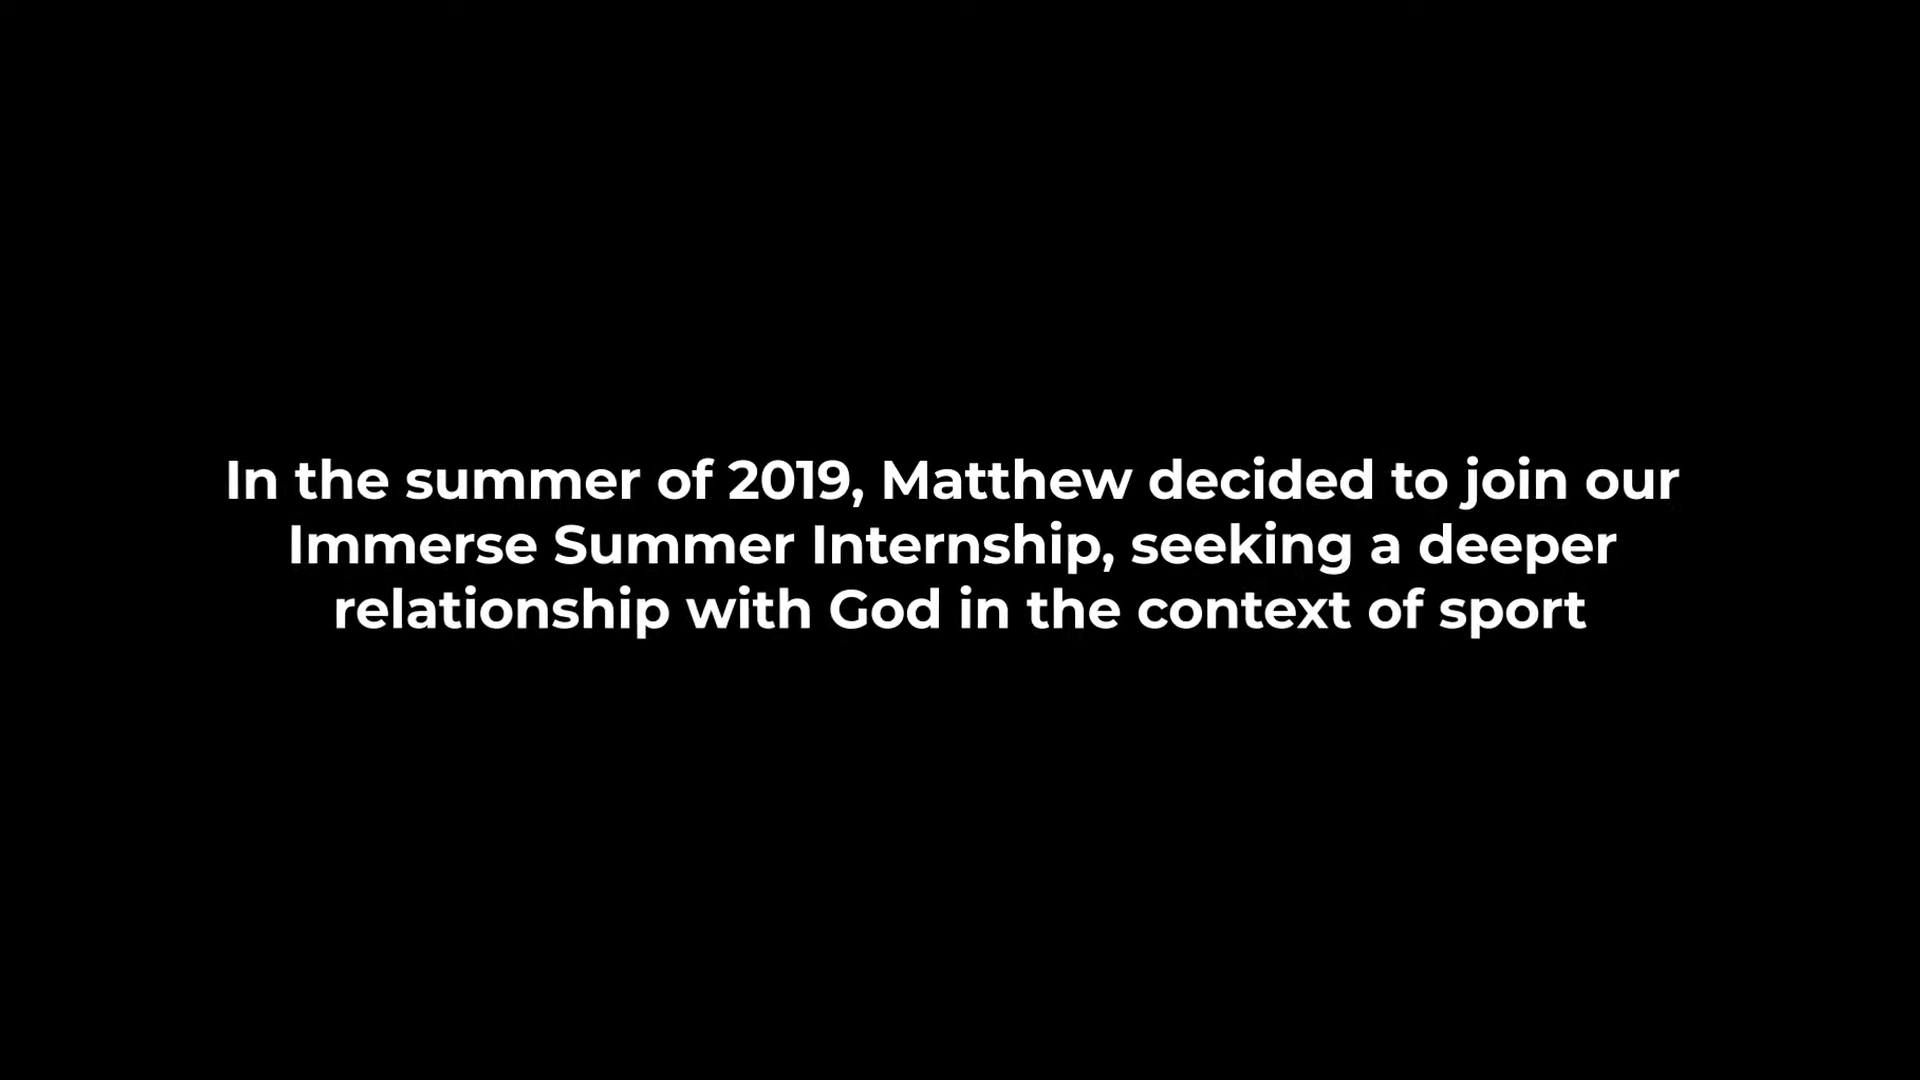 In the summer of 2019, Matthew decided to join our
Immerse Summer Internship, seeking a deeper
relationship with God in the context of sport